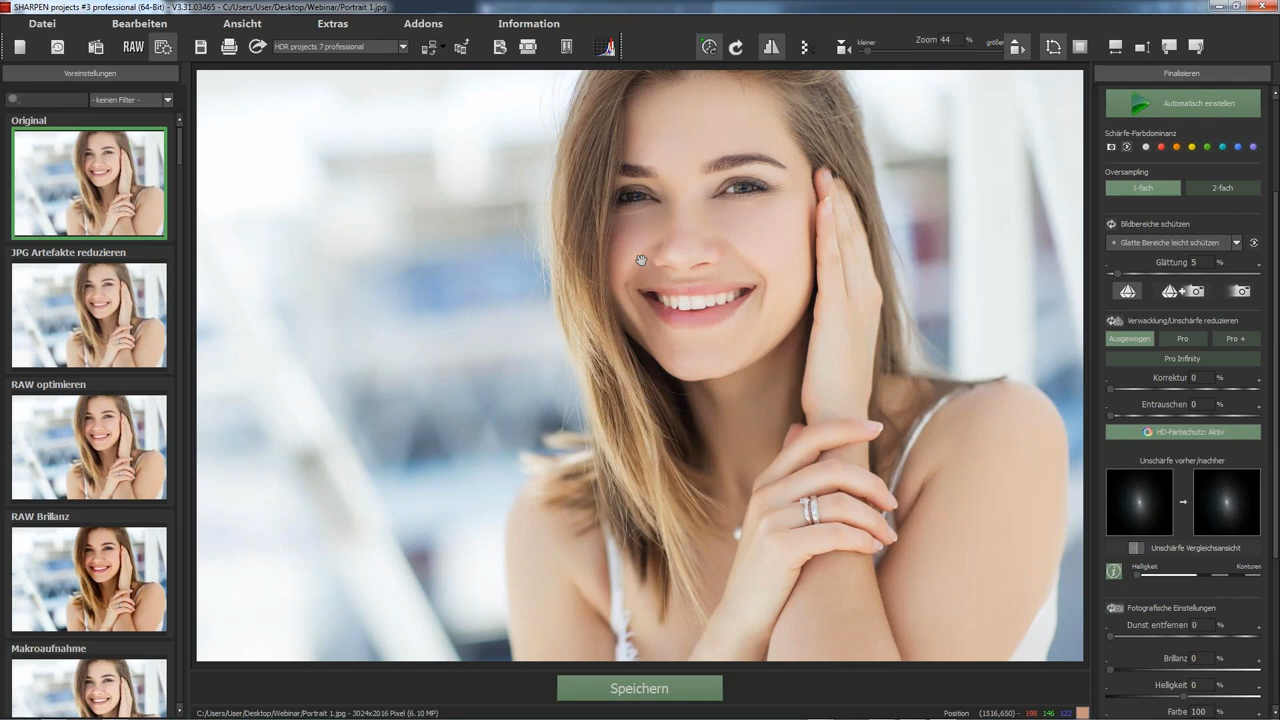 SHARPEN projects #3 professional (64-Bit) - V3.31.03465 - C:/Users/User/Desktop/Webinar/Portrait 1.jpg
Datei Bearbeiten Ansicht Extras Addons Information
RAW HDR projects 7 professional kleiner Zoom 44 % größer
Voreinstellungen
- keinen Filter -
Original
JPG Artefakte reduzieren
RAW optimieren
RAW Brillanz
Makroaufnahme
Speichern
C:/Users/User/Desktop/Webinar/Portrait 1.jpg - 3024x2016 Pixel (6.10 MP) Position (1516,650) - 198 146 122
Finalisieren
Automatisch einstellen
Schärfe-Farbdominanz
Oversampling
1-fach 2-fach
Bildbereiche schützen
Glatte Bereiche leicht schützen
Glättung 5 %
Verwacklung/Unschärfe reduzieren
Ausgewogen Pro Pro +
Pro Infinity
Korrektur 0 %
Entrauschen 0 %
HD-Farbschutz: Aktiv
Unschärfe vorher/nachher
Unschärfe Vergleichsansicht
Helligkeit Konturen
Fotografische Einstellungen
Dunst entfernen 0 %
Brillanz 0 %
Helligkeit 0 %
Farbe 100 %